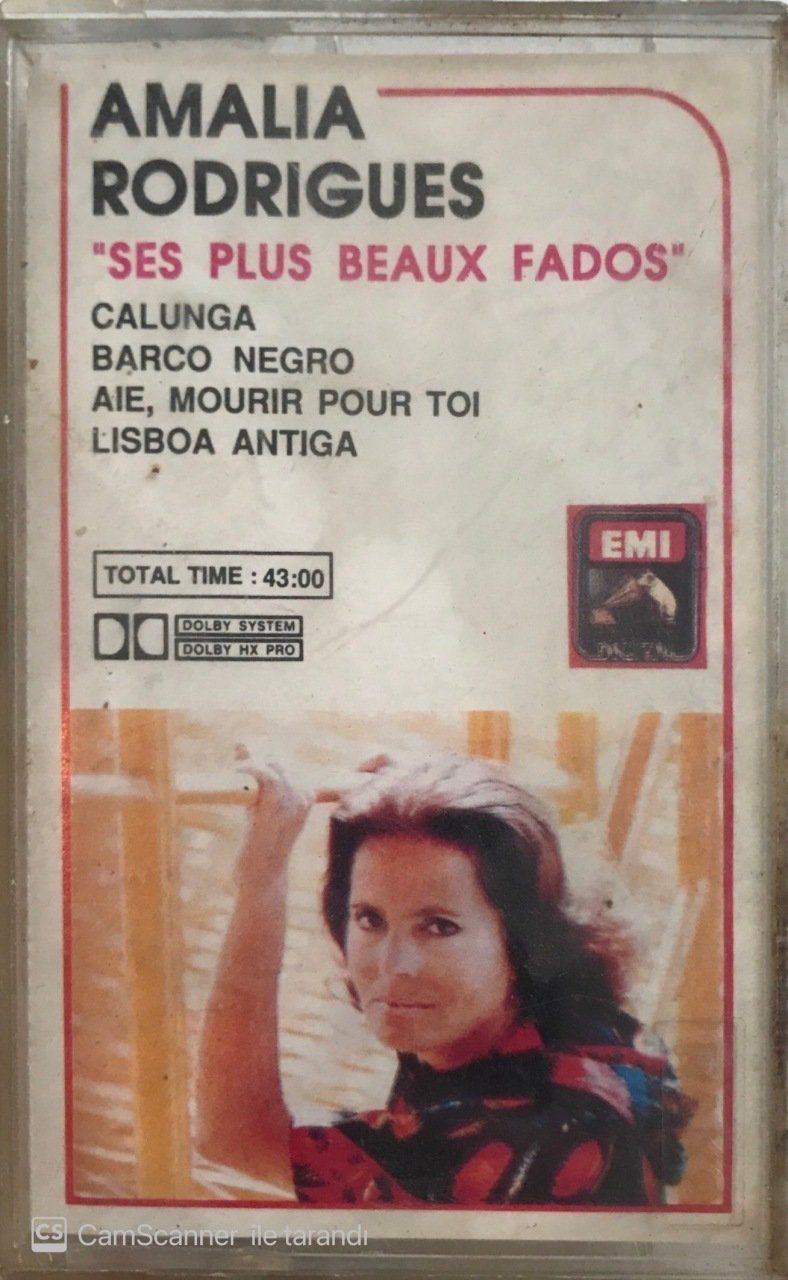 AMALIA
RODRIGUES
"SES PLUS BEAUX FADOS"
CALUNGA
BARCO NEGRO
AIE, MOURIR POUR TOI
LISBOA ANTIGA
TOTAL TIME : 43:00
DOLBY SYSTEM
DOLBY HX PRO
EMI
CS CamScanner ile tarandı